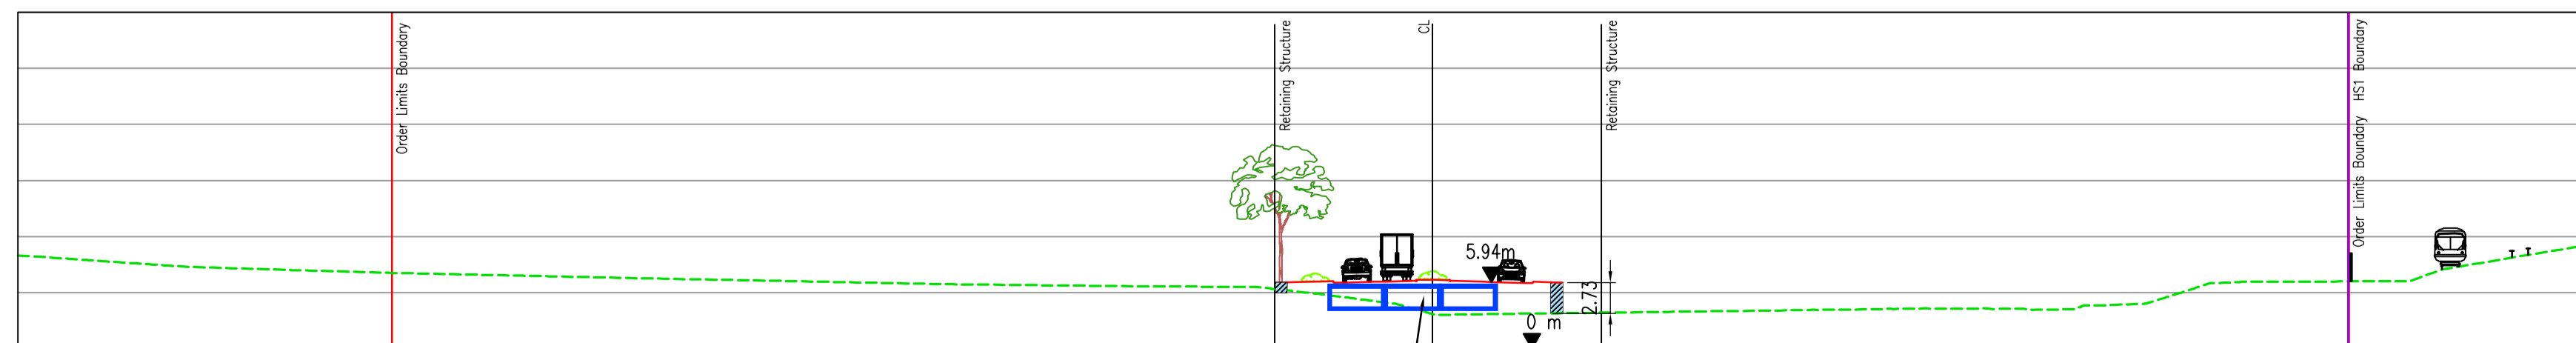 Order Limits Boundary
Retaining Structure
CL
Retaining Structure
Order Limits Boundary   HS1 Boundary
5.94m
2.73
0 m